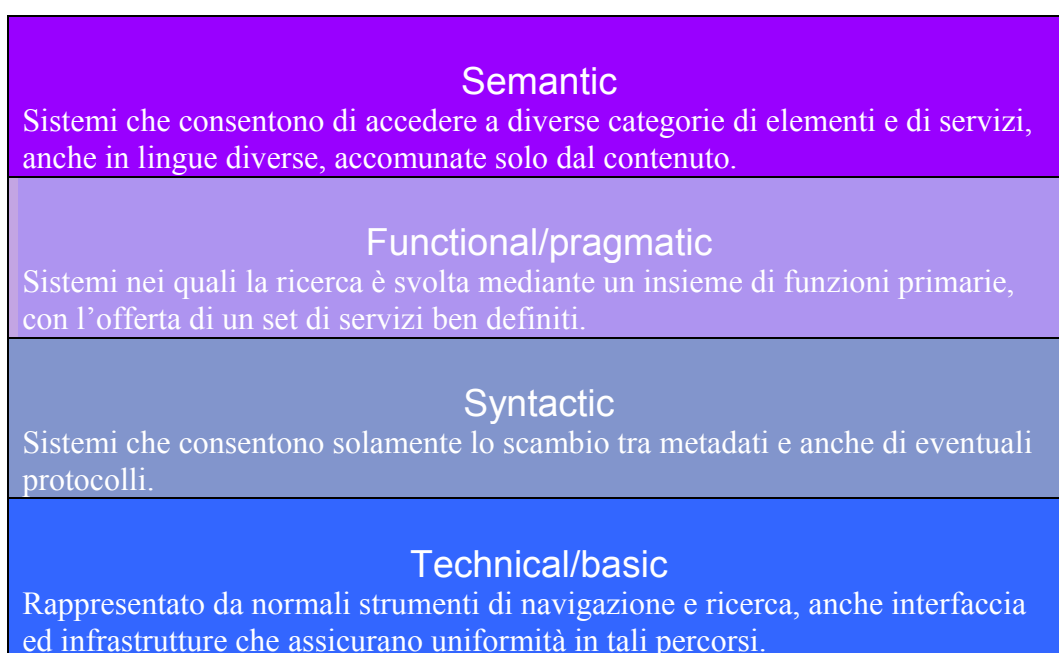 Semantic
Sistemi che consentono di accedere a diverse categorie di elementi e di servizi,
anche in lingue diverse, accomunate solo dal contenuto.
Functional/pragmatic
Sistemi nei quali la ricerca è svolta mediante un insieme di funzioni primarie,
con l’offerta di un set di servizi ben definiti.
Syntactic
Sistemi che consentono solamente lo scambio tra metadati e anche di eventuali
protocolli.
Technical/basic
Rappresentato da normali strumenti di navigazione e ricerca, anche interfaccia
ed infrastrutture che assicurano uniformità in tali percorsi.